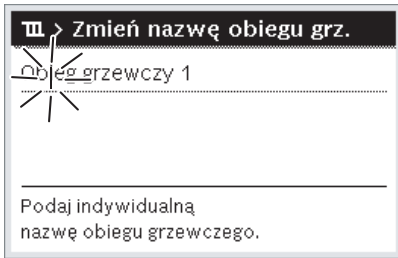 > Zmień nazwę obiegu grz.
Obieg grzewczy 1
Podaj indywidualną
nazwę obiegu grzewczego.